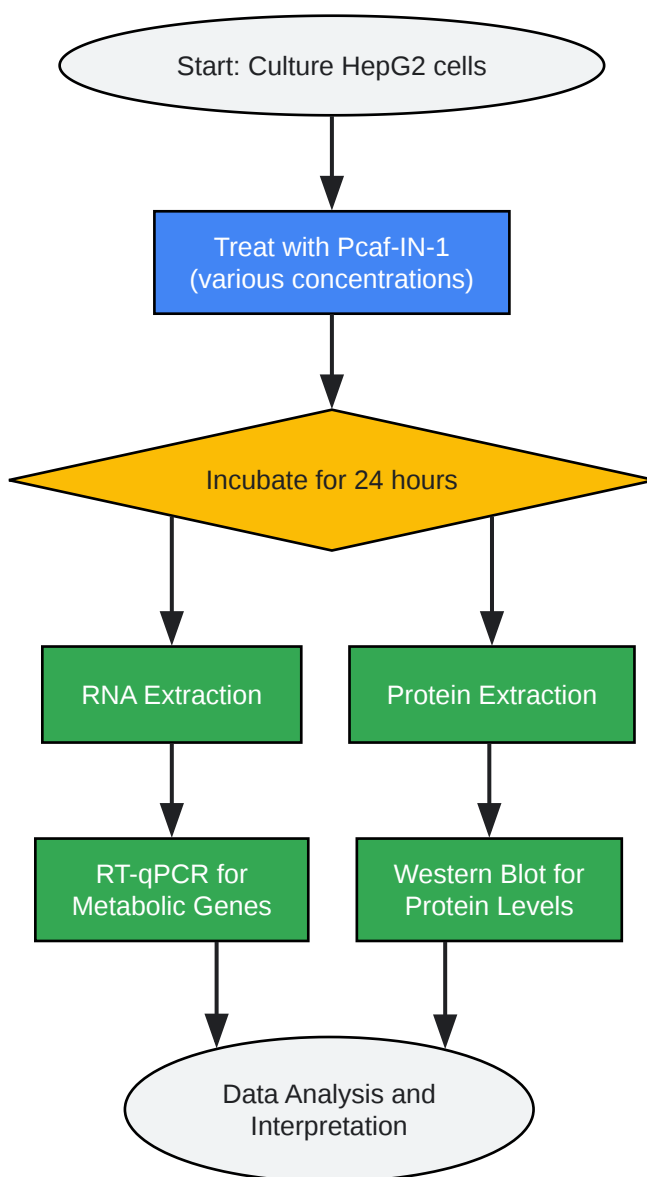 Start: Culture HepG2 cells
Treat with Pcaf-IN-1
(various concentrations)
Incubate for 24 hours
RNA Extraction
Protein Extraction
RT-qPCR for
Metabolic Genes
Western Blot for
Protein Levels
Data Analysis and
Interpretation